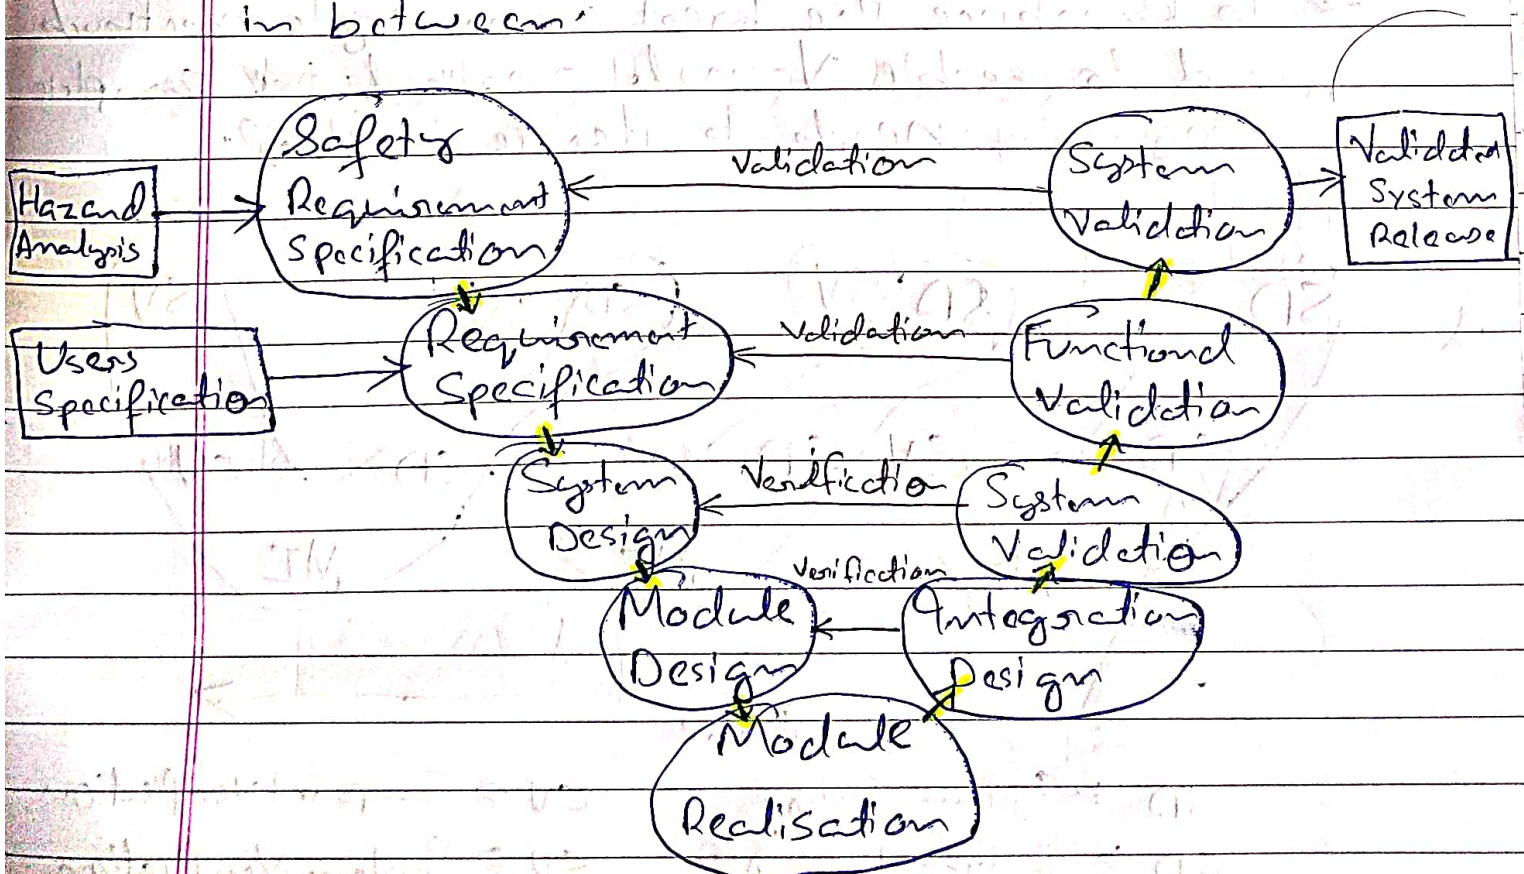 in between.
Safety
Requirement
Specification
Validation
System
Validation
Validated
System
Release
Hazard
Analysis
Users
Specification
Requirement
Specification
Validation
Functional
Validation
System
Design
Verification
System
Validation
Module
Design
Verification
Integration
Design
Module
Realisation